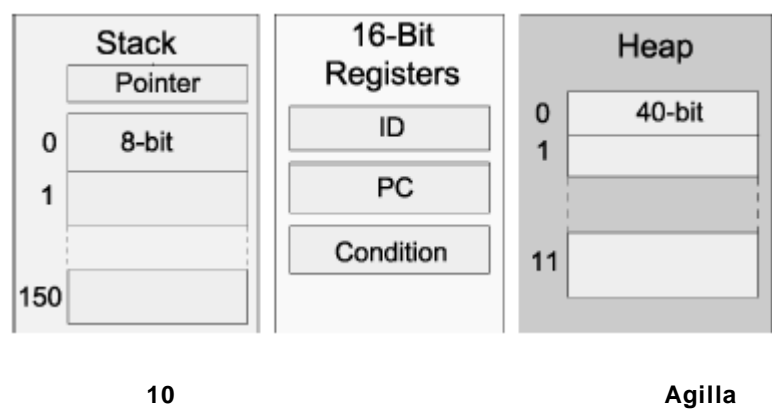 Stack
Pointer
0 8-bit
1
150
16-Bit
Registers
ID
PC
Condition
Heap
0 40-bit
1
11
10 Agilla